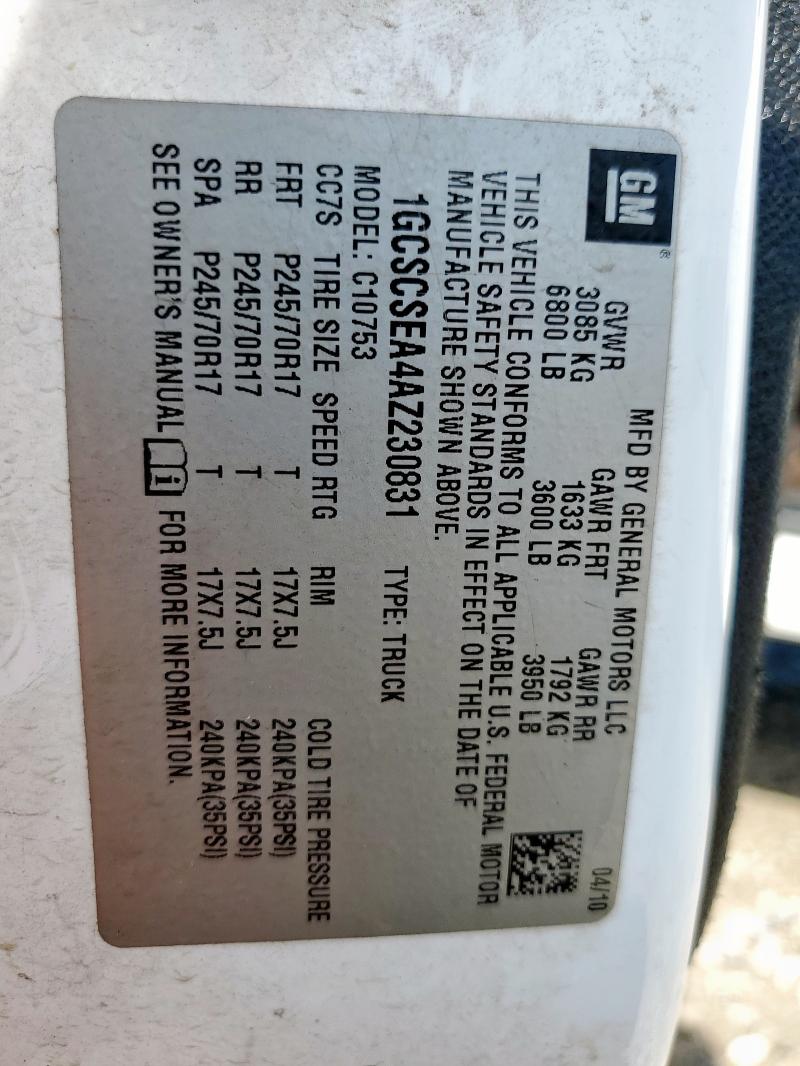 GM®
MFD BY GENERAL MOTORS LLC 04/10
GVWR GAWR FRT GAWR RR
3085 KG 1633 KG 1792 KG
6800 LB 3600 LB 3950 LB
THIS VEHICLE CONFORMS TO ALL APPLICABLE U.S. FEDERAL MOTOR
VEHICLE SAFETY STANDARDS IN EFFECT ON THE DATE OF
MANUFACTURE SHOWN ABOVE.
1GCSCSEA4AZ230831 TYPE: TRUCK
MODEL: C10753
CC7S TIRE SIZE SPEED RTG RIM COLD TIRE PRESSURE
FRT P245/70R17 T 17X7.5J 240KPA(35PSI)
RR P245/70R17 T 17X7.5J 240KPA(35PSI)
SPA P245/70R17 T 17X7.5J 240KPA(35PSI)
SEE OWNER'S MANUAL i FOR MORE INFORMATION.